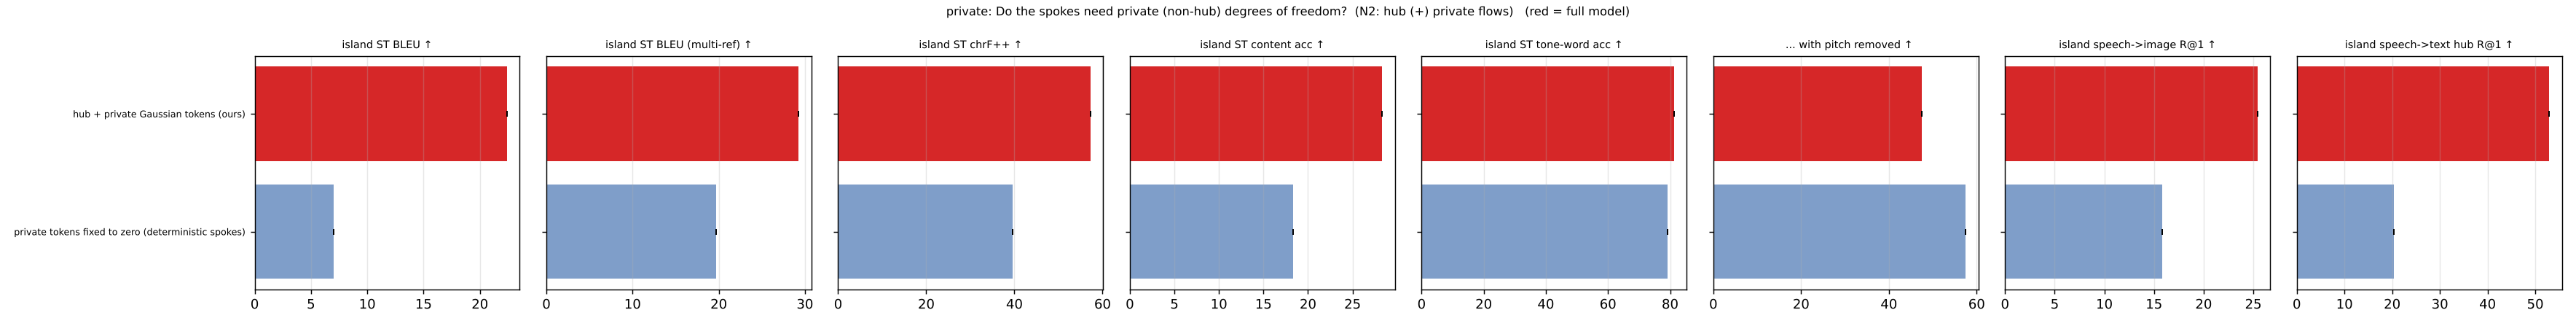 private: Do the spokes need private (non-hub) degrees of freedom?  (N2: hub (+) private flows)   (red = full model)
island ST BLEU ↑
island ST BLEU (multi-ref) ↑
island ST chrF++ ↑
island ST content acc ↑
island ST tone-word acc ↑
... with pitch removed ↑
island speech->image R@1 ↑
island speech->text hub R@1 ↑
hub + private Gaussian tokens (ours)
private tokens fixed to zero (deterministic spokes)
0 5 10 15 20
0 10 20 30
0 20 40 60
0 5 10 15 20 25
0 20 40 60 80
0 20 40 60
0 5 10 15 20 25
0 10 20 30 40 50